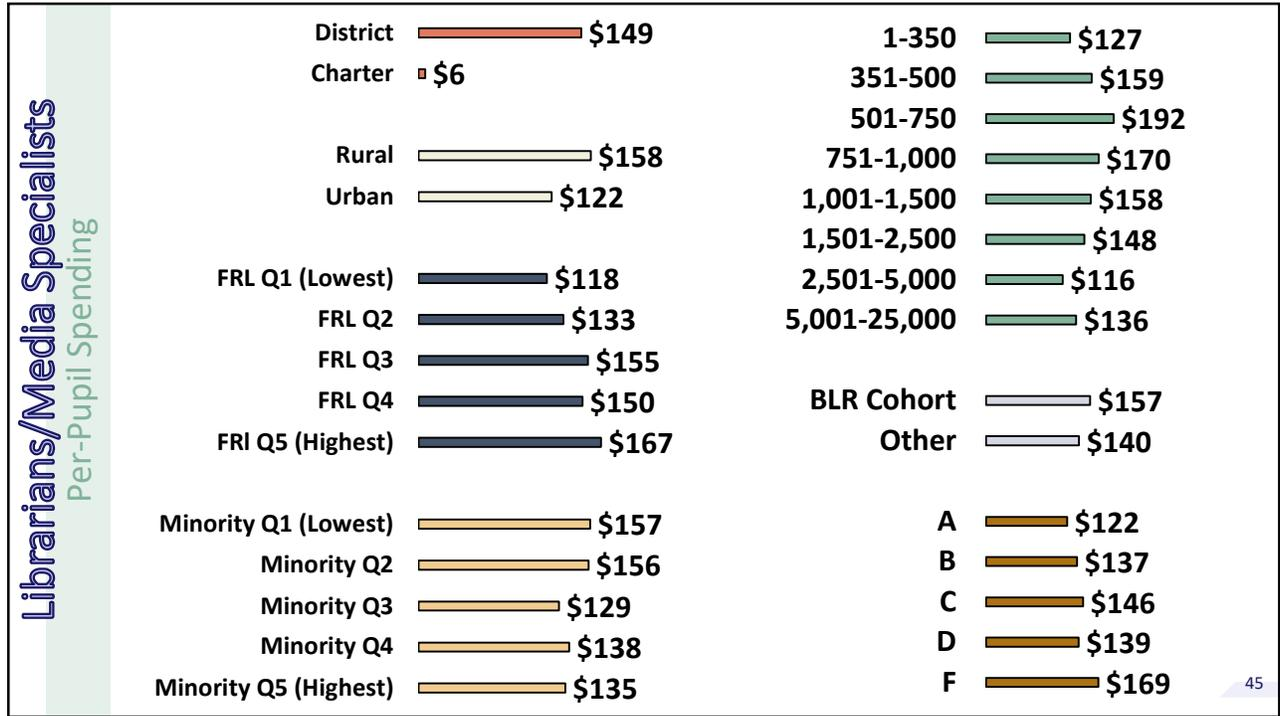 Librarians/Media Specialists
Per-Pupil Spending
District $149
Charter $6
Rural $158
Urban $122
FRL Q1 (Lowest) $118
FRL Q2 $133
FRL Q3 $155
FRL Q4 $150
FRl Q5 (Highest) $167
Minority Q1 (Lowest) $157
Minority Q2 $156
Minority Q3 $129
Minority Q4 $138
Minority Q5 (Highest) $135
1-350 $127
351-500 $159
501-750 $192
751-1,000 $170
1,001-1,500 $158
1,501-2,500 $148
2,501-5,000 $116
5,001-25,000 $136
BLR Cohort $157
Other $140
A $122
B $137
C $146
D $139
F $169
45